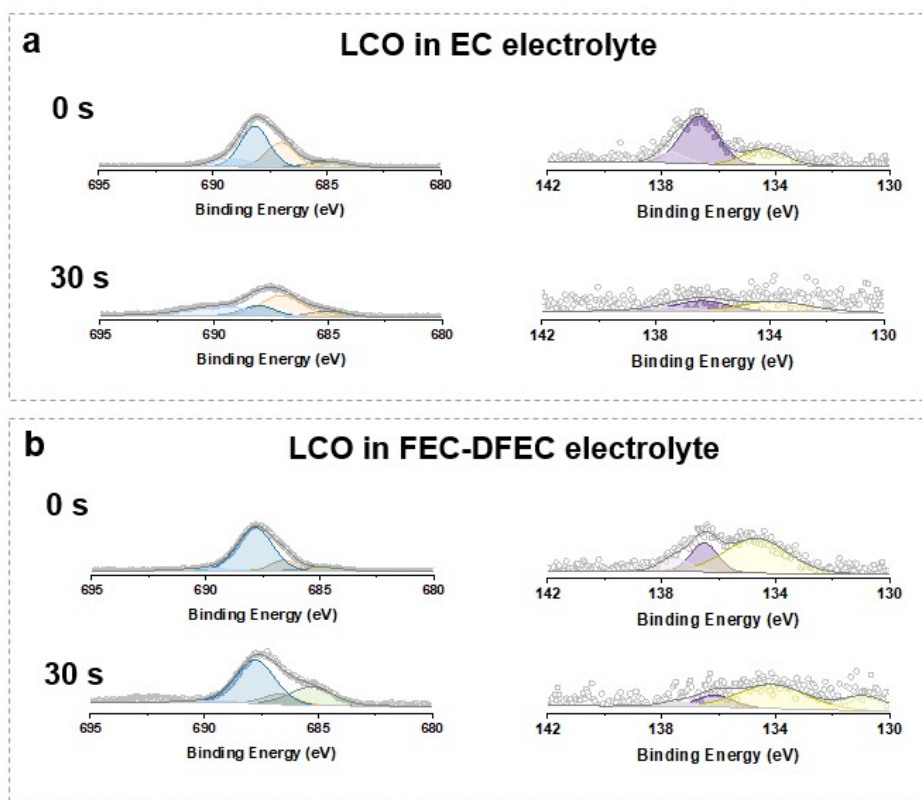 a
LCO in EC electrolyte
0 s
695 690 685 680
Binding Energy (eV)
142 138 134 130
Binding Energy (eV)
30 s
695 690 685 680
Binding Energy (eV)
142 138 134 130
Binding Energy (eV)
b
LCO in FEC-DFEC electrolyte
0 s
695 690 685 680
Binding Energy (eV)
142 138 134 130
Binding Energy (eV)
30 s
695 690 685 680
Binding Energy (eV)
142 138 134 130
Binding Energy (eV)